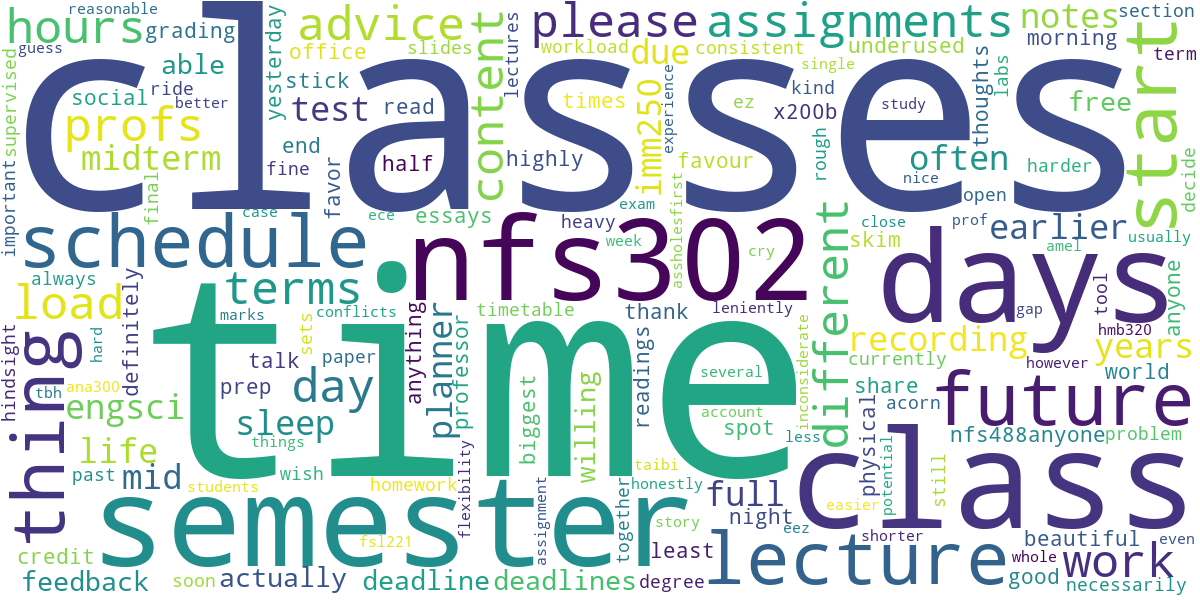 reasonable
hours
guess
grading
advice
please
assignments
notes
section
classes
office
slides
lectures
workload
due
consistent
underused
morning
term
supervised
able
ride
better
social
yesterday
stick
test
read
content
times
imm250
experience
ez
single
kind
x200b
study
thoughts
labs
free
start
profs
midterm
end
fine
half
highly
favour
rough
often
nice
harder
open
decide
important
final
favor
case
ece
essays
exam
heavy
week
assholesfirst
cry
close
prof
earlier
usually
schedule
nfs302
different
skim
amel
anyone
days
always
terms
load
marks
conflicts
timetable
thank
leniently
gap
tool
hmb320
years
recording
however
thing
hard
definitely
sets
anything
planner
professor
readings
several
inconsiderate
currently
world
hindsight
talk
paper
time
tbh
ana300
prep
day
biggest
willing
share
acorn
future
engsci
sleep
account
spot
physical
nfs488anyone
problem
life
things
less
class
past
mid
wish
taibi
students
homework
flexibility
honestly
full
easier
potential
still
semester
fsl221
assignment
together
story
night
eez
shorter
beautiful
even
credit
least
lecture
whole
work
feedback
soon
actually
deadline
deadlines
degree
good
necessarily